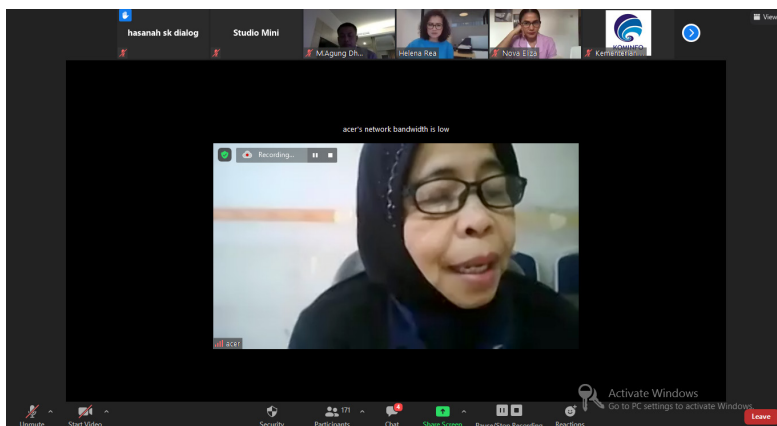 View
hasanah sk dialog
Studio Mini
M.Agung Dh...
Helena Rea
Nova Eliza
KOMINFO
Kementerian...
acer's network bandwidth is low
Recording...
acer
Activate Windows
Go to PC settings to activate Windows.
Unmute
Start Video
Security
171
Participants
4
Chat
Share Screen
Pause/Stop Recording
Reactions
Leave